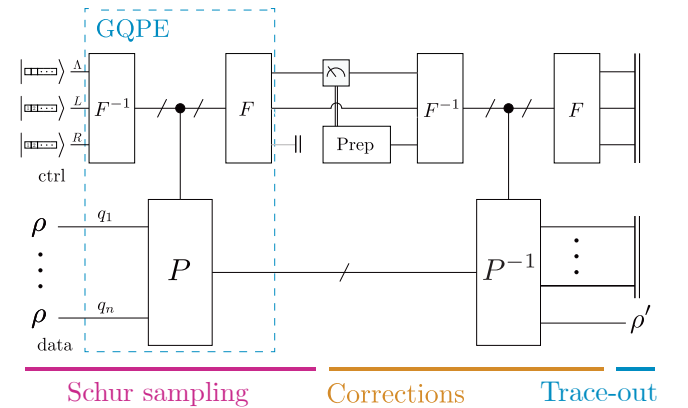 GQPE
Λ
L
R
F⁻¹
F
Prep
F⁻¹
F
ctrl
ρ
q₁
P
P⁻¹
ρ
qₙ
ρ′
data
Schur sampling
Corrections
Trace-out